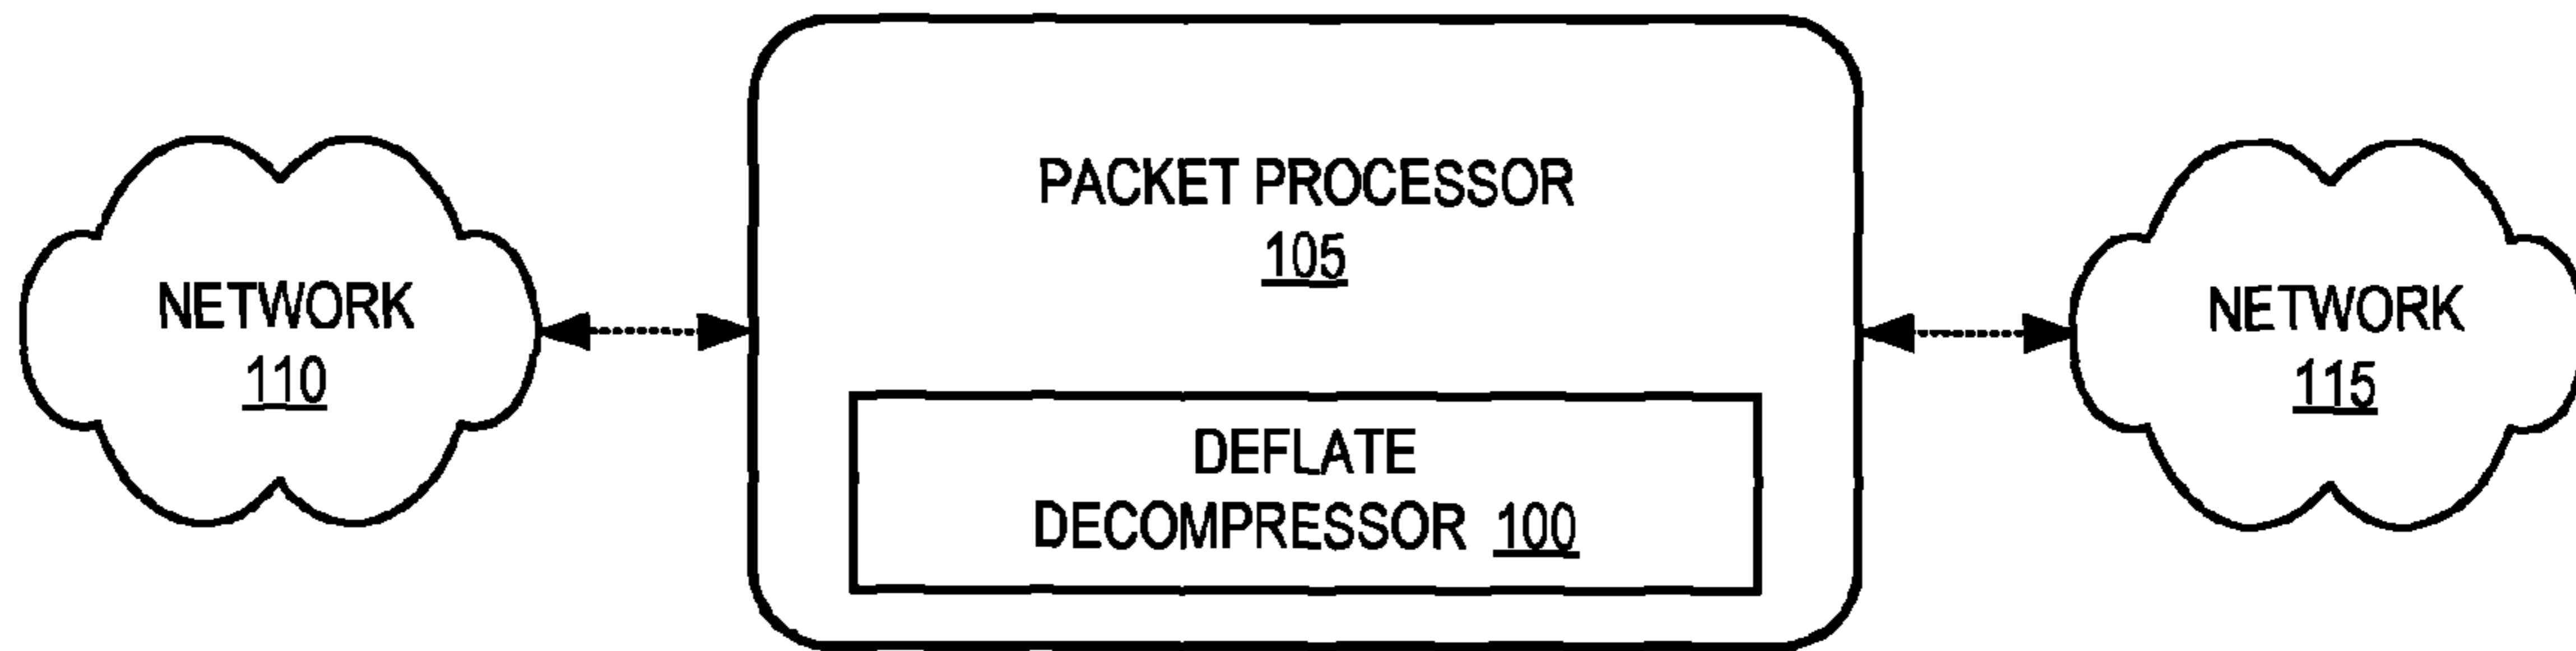 NETWORK
110
PACKET PROCESSOR
105
DEFLATE
DECOMPRESSOR 100
NETWORK
115